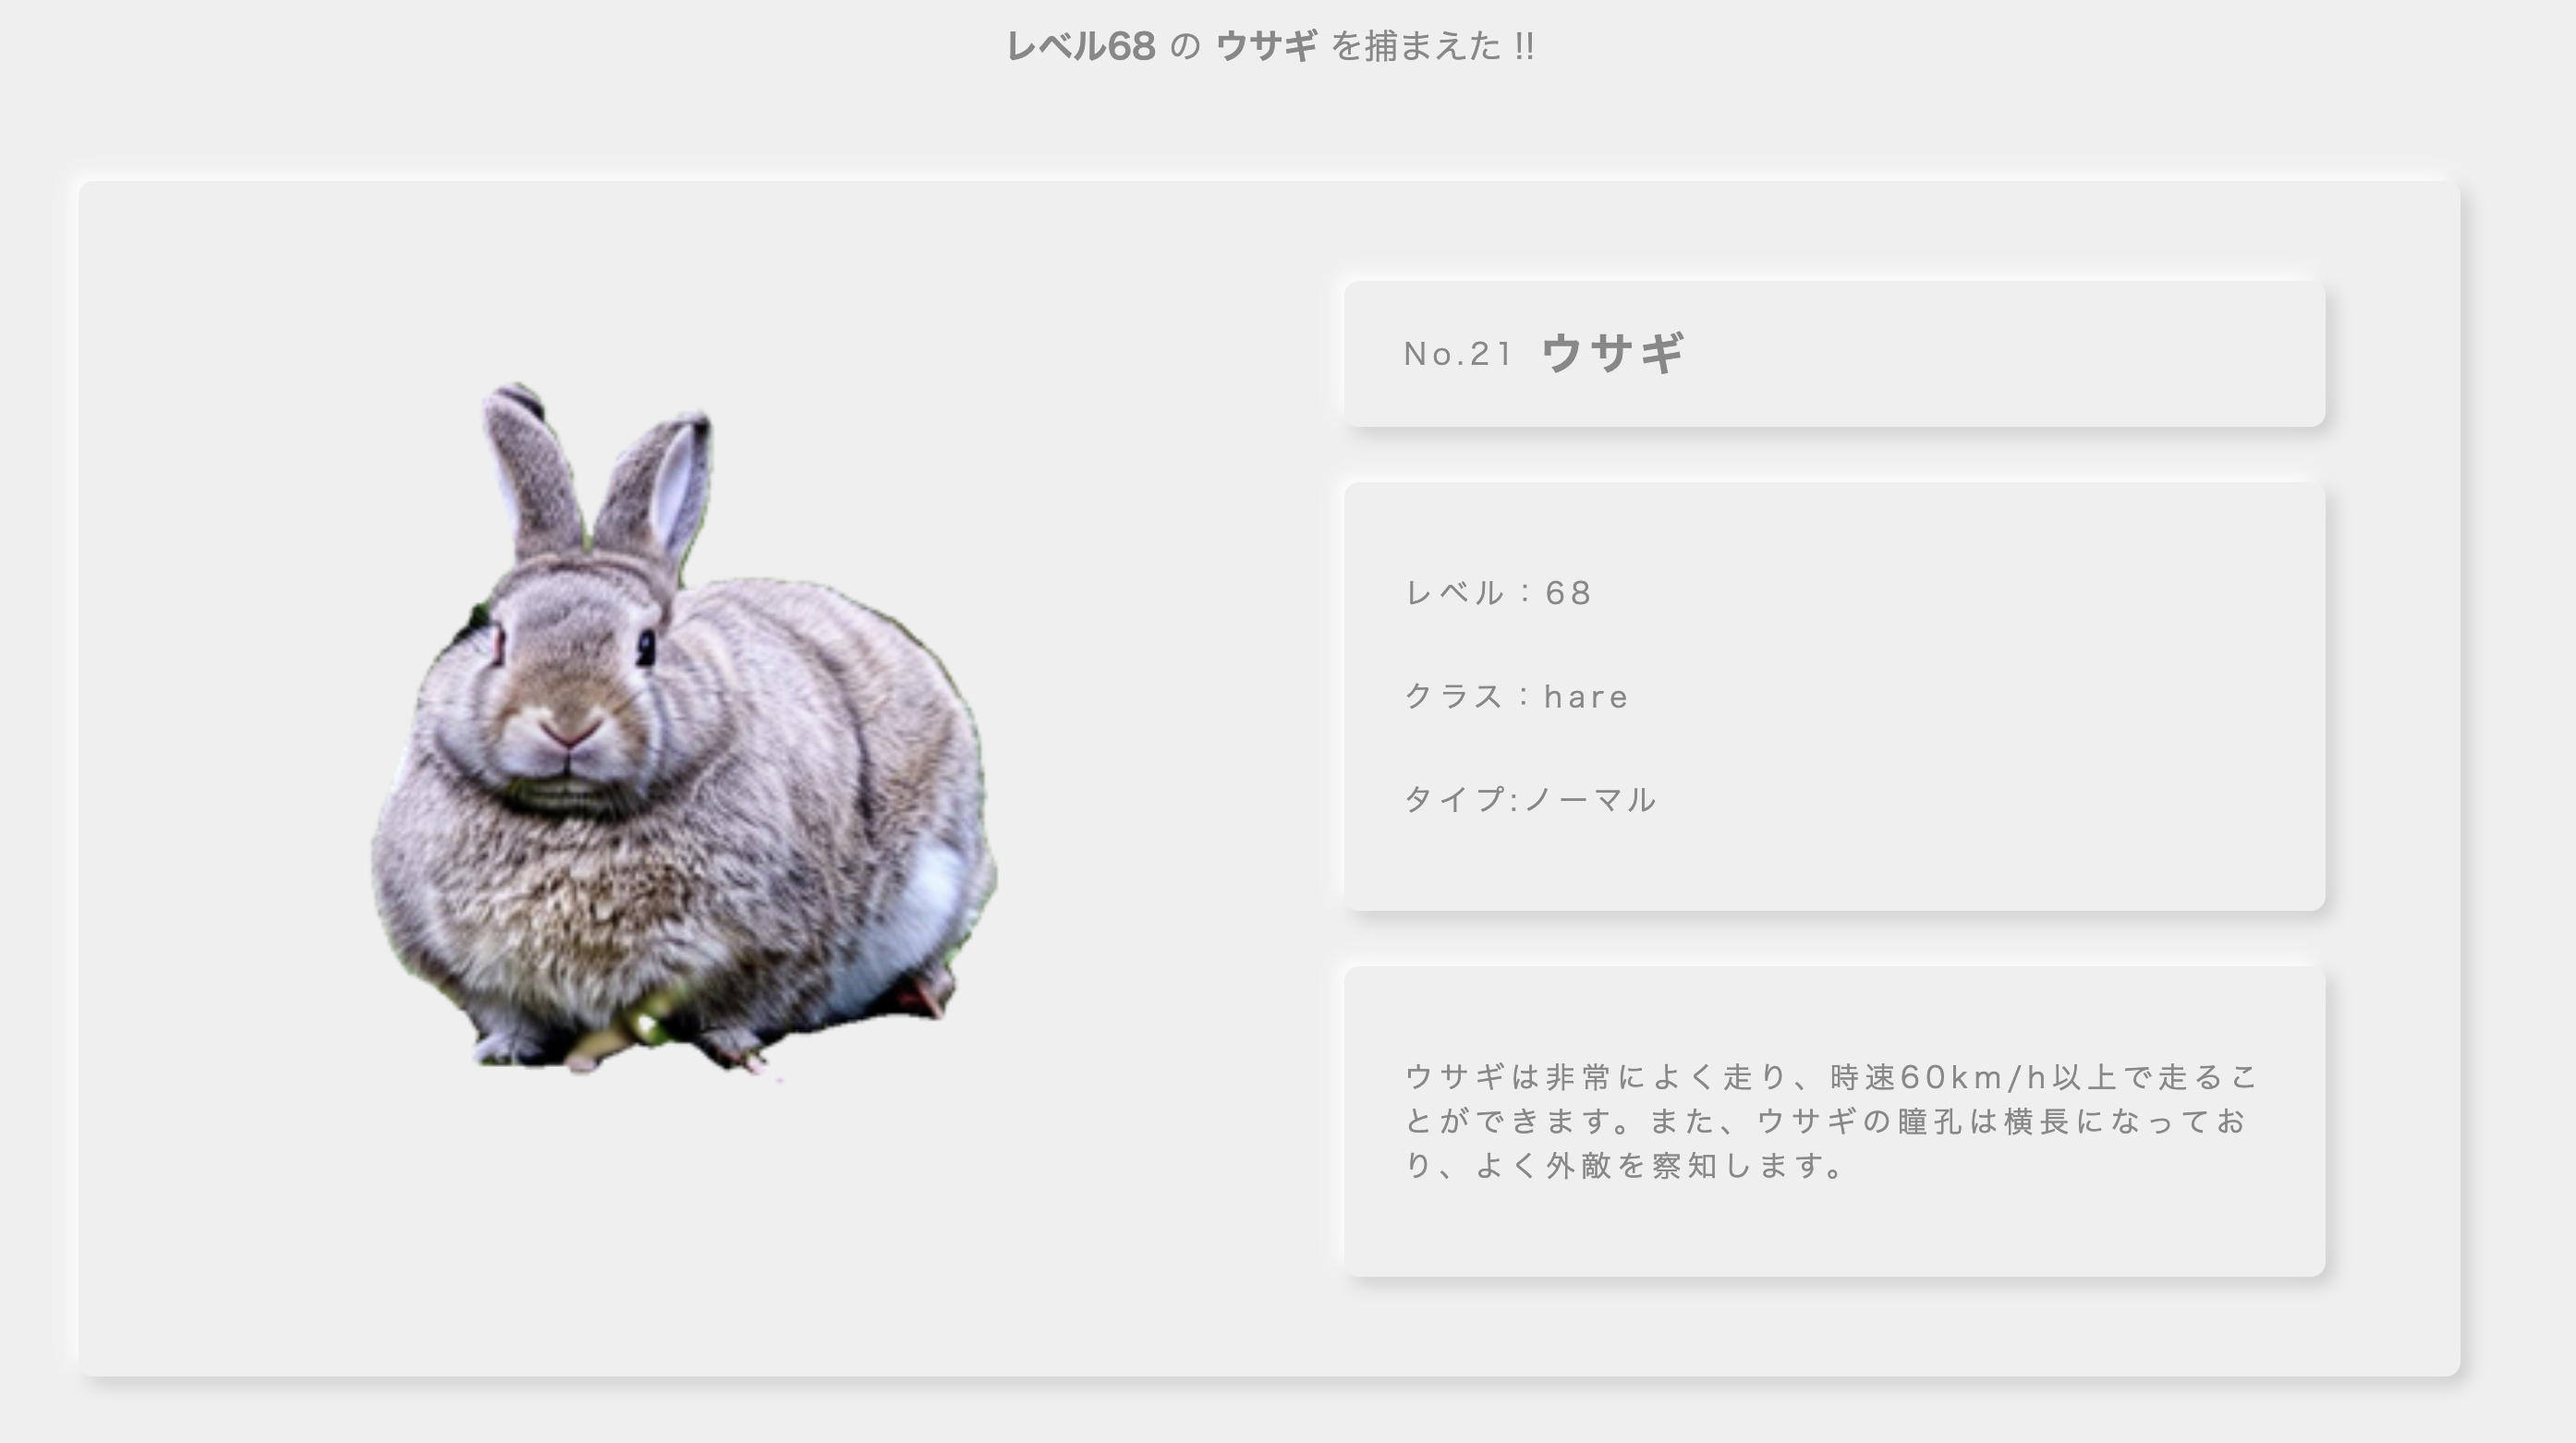 レベル68 の ウサギ を捕まえた !!
No.21 ウサギ
レベル：68
クラス：hare
タイプ:ノーマル
ウサギは非常によく走り、時速60km/h以上で走るこ
とができます。また、ウサギの瞳孔は横長になってお
り、よく外敵を察知します。